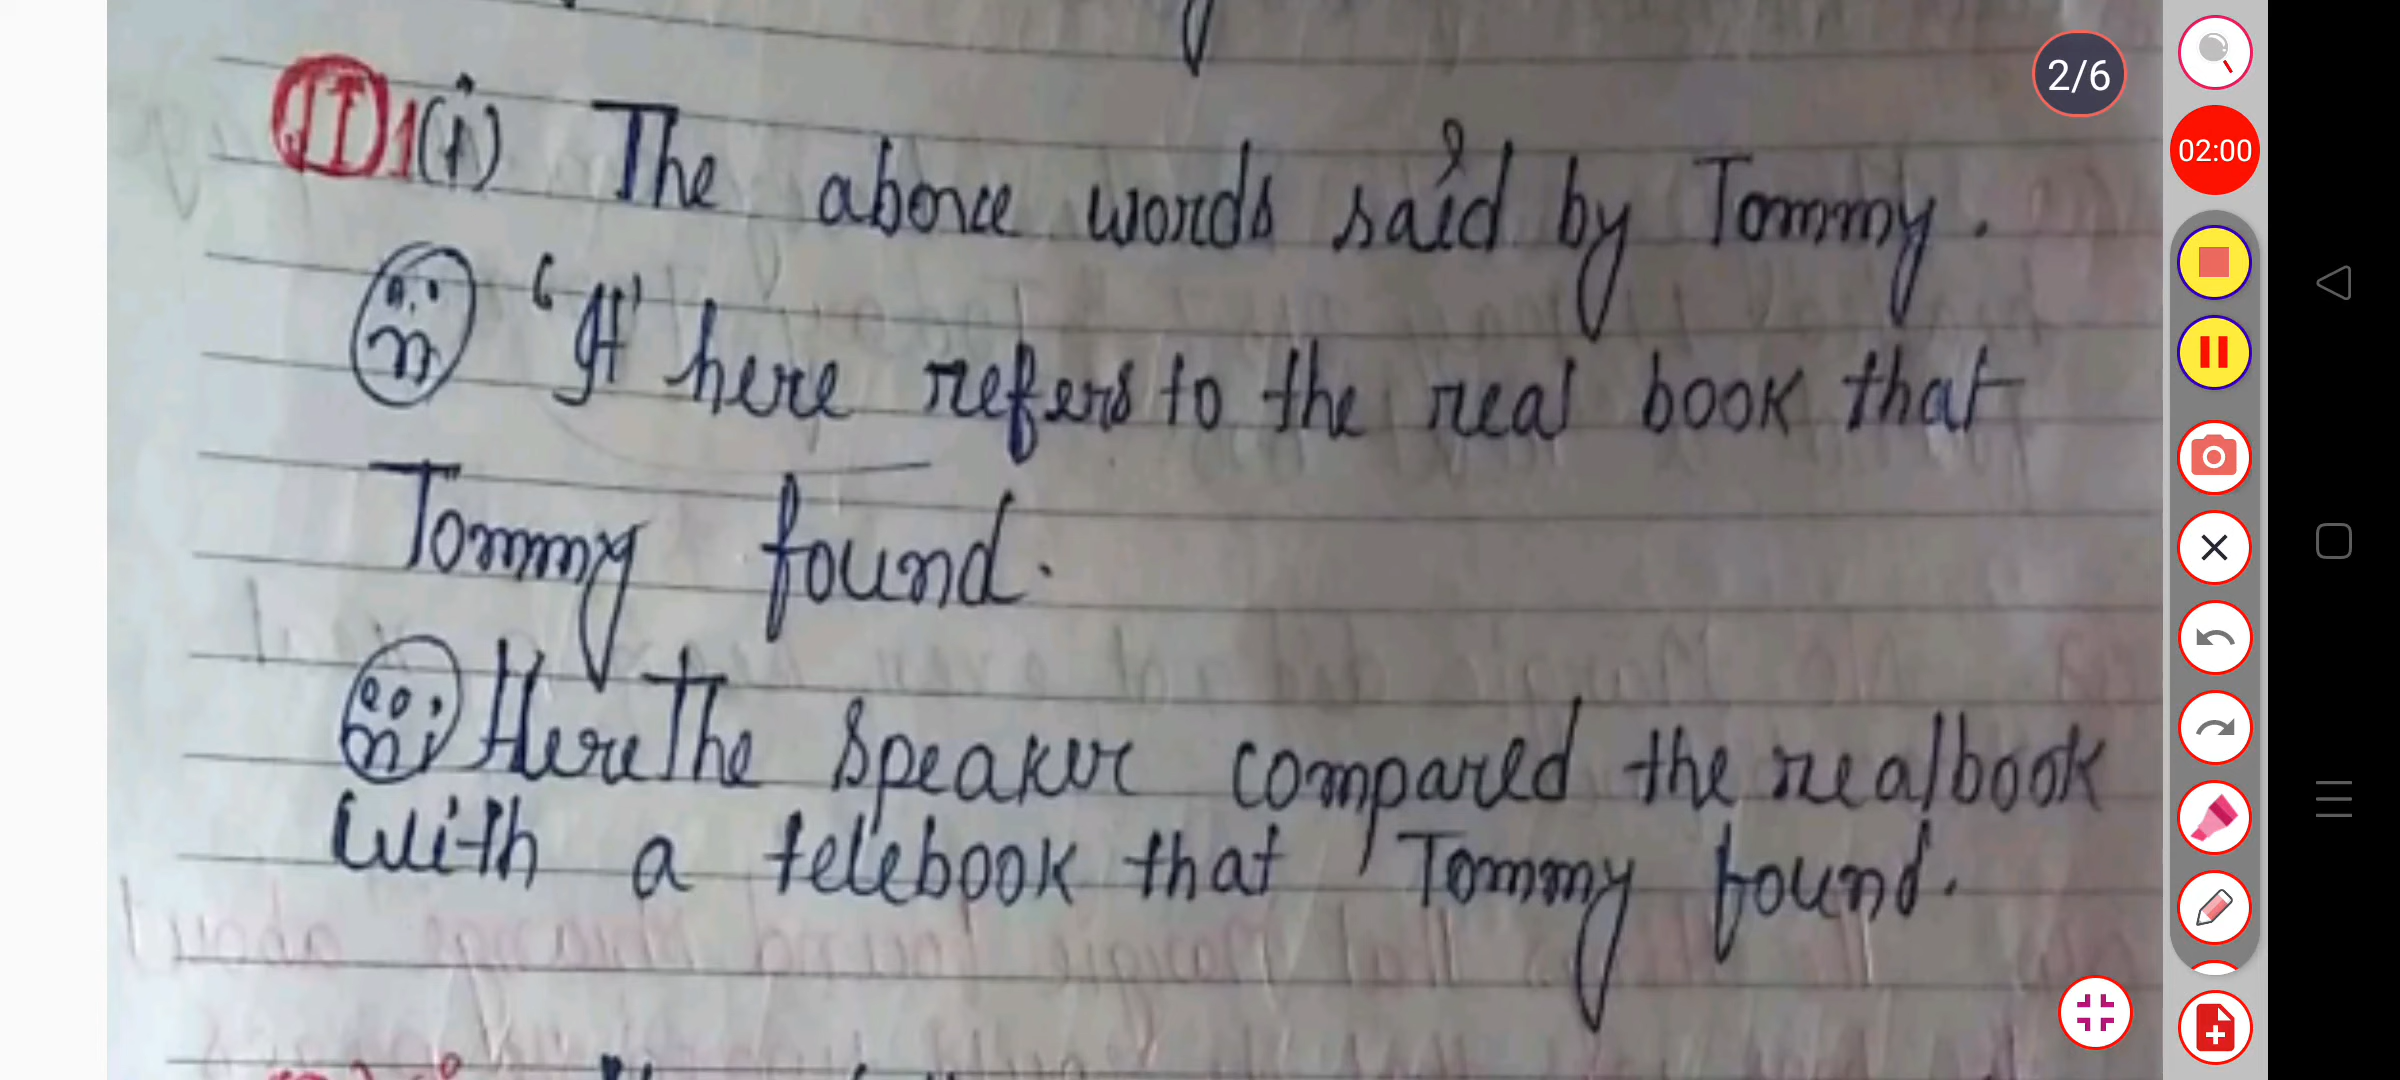 2/6
02:00
II 1(i) The above words said by Tommy.
(ii) 'It' here refers to the real book that
Tommy found.
(iii) Here The speaker compared the real book
with a telebook that Tommy found.